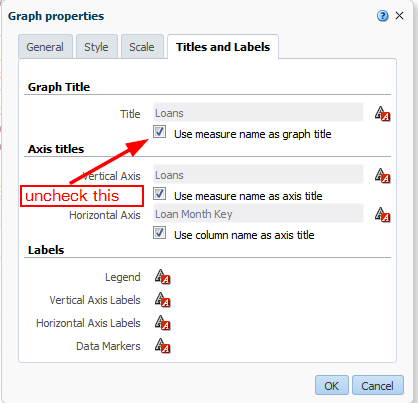 Graph properties
General Style Scale Titles and Labels
Graph Title
Title Loans
Use measure name as graph title
Axis titles
Vertical Axis Loans
uncheck this
Use measure name as axis title
Horizontal Axis Loan Month Key
Use column name as axis title
Labels
Legend
Vertical Axis Labels
Horizontal Axis Labels
Data Markers
OK Cancel